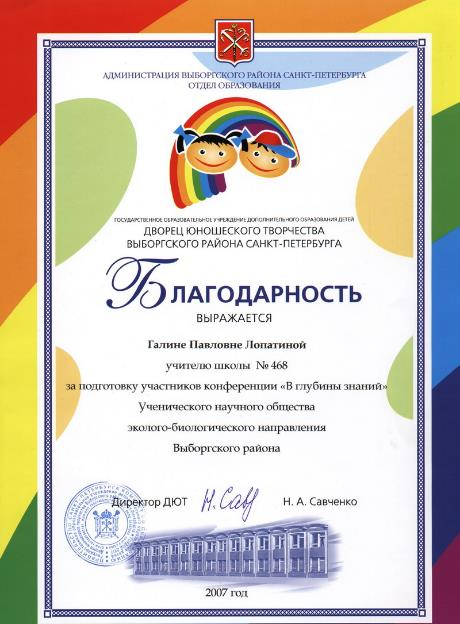 АДМИНИСТРАЦИЯ ВЫБОРГСКОГО РАЙОНА САНКТ-ПЕТЕРБУРГА
ОТДЕЛ ОБРАЗОВАНИЯ
ГОСУДАРСТВЕННОЕ ОБРАЗОВАТЕЛЬНОЕ УЧРЕЖДЕНИЕ ДОПОЛНИТЕЛЬНОГО ОБРАЗОВАНИЯ ДЕТЕЙ
ДВОРЕЦ ЮНОШЕСКОГО ТВОРЧЕСТВА
ВЫБОРГСКОГО РАЙОНА САНКТ-ПЕТЕРБУРГА
БЛАГОДАРНОСТЬ
ВЫРАЖАЕТСЯ
Галине Павловне Лопатиной
учителю школы № 468
за подготовку участников конференции «В глубины знаний»
Ученического научного общества
эколого-биологического направления
Выборгского района
Директор ДЮТ Н. А. Савченко
2007 год